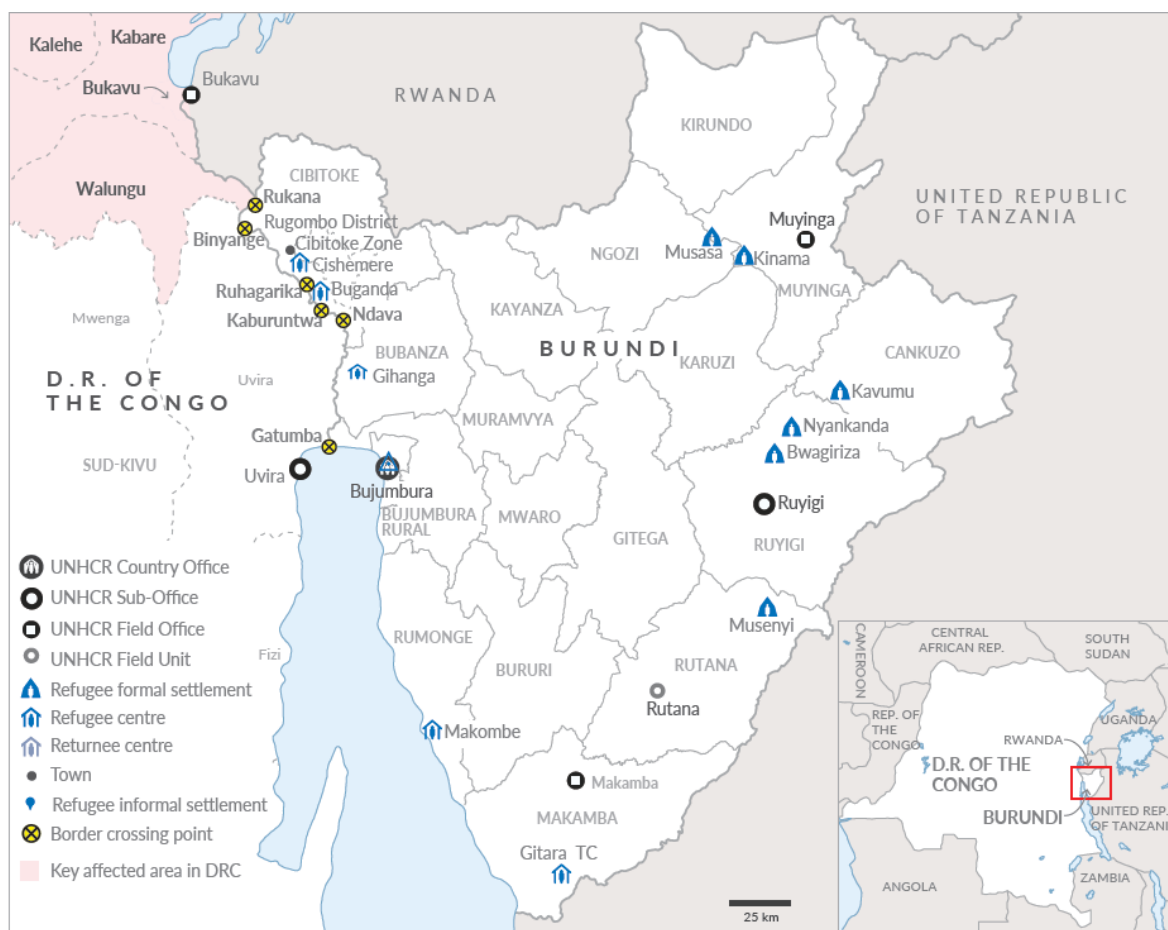 Kalehe
Kabare
Bukavu
Bukavu
RWANDA
KIRUNDO
CIBITOKE
Walungu
Rukana
UNITED REPUBLIC
OF TANZANIA
Rugombo District
Binyange
Muyinga
Cibitoke Zone
NGOZI
Musasa
Kinama
Cishemere
Ruhagarika
Buganda
MUYINGA
Mwenga
Kaburuntwa
Ndava
KAYANZA
BURUNDI
CANKUZO
BUBANZA
KARUZI
Gihanga
D.R. OF
THE CONGO
Uvira
Kavumu
MURAMVYA
Nyankanda
Gatumba
Bwagiriza
SUD-KIVU
Uvira
Bujumbura
Ruyigi
BUJUMBURA
RURAL
MWARO
GITEGA
RUYIGI
UNHCR Country Office
UNHCR Sub-Office
UNHCR Field Office
UNHCR Field Unit
Refugee formal settlement
Refugee centre
Returnee centre
Town
Refugee informal settlement
Border crossing point
Key affected area in DRC
Fizi
RUMONGE
BURURI
Musenyi
RUTANA
Rutana
Makombe
Makamba
MAKAMBA
Gitara TC
25 km
CAMEROON
CENTRAL
AFRICAN REP.
SOUTH
SUDAN
REP. OF
THE
CONGO
UGANDA
RWANDA
D.R. OF THE
CONGO
BURUNDI
UNITED REP.
OF TANZANIA
ANGOLA
ZAMBIA